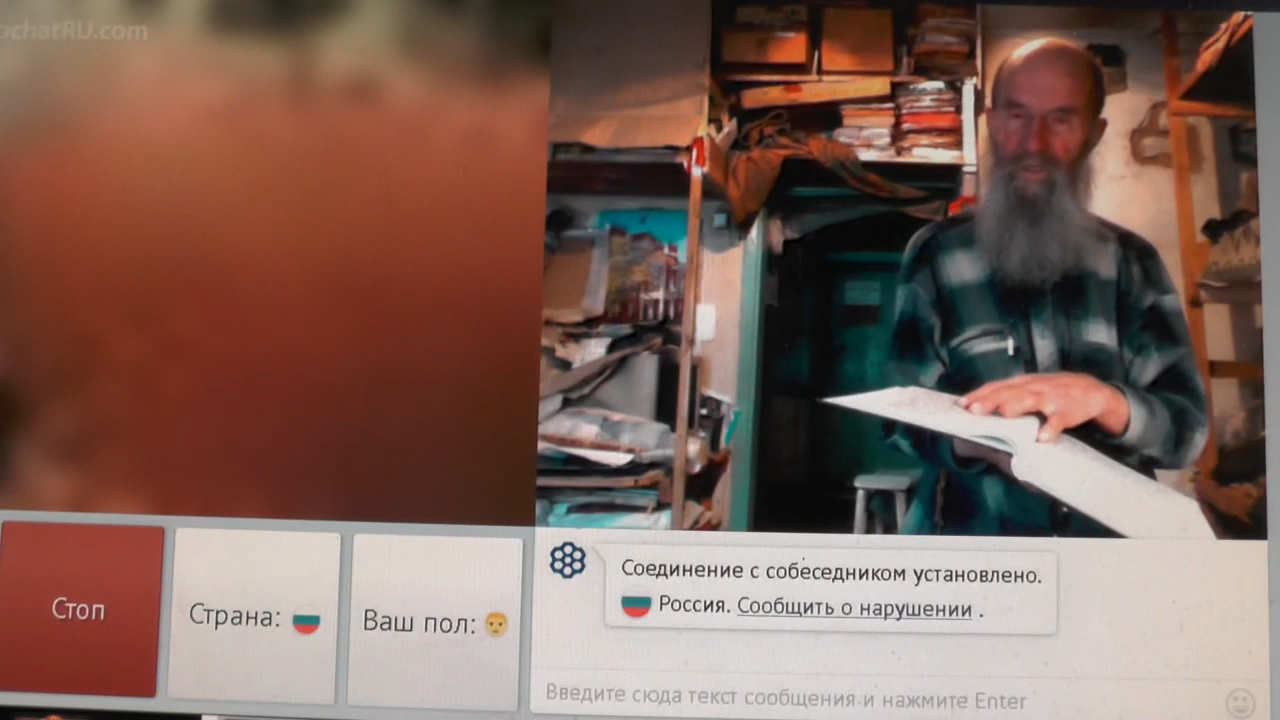 ochatRU.com
Стоп
Страна:
Ваш пол:
Соединение с собеседником установлено.
Россия. Сообщить о нарушении .
Введите сюда текст сообщения и нажмите Enter